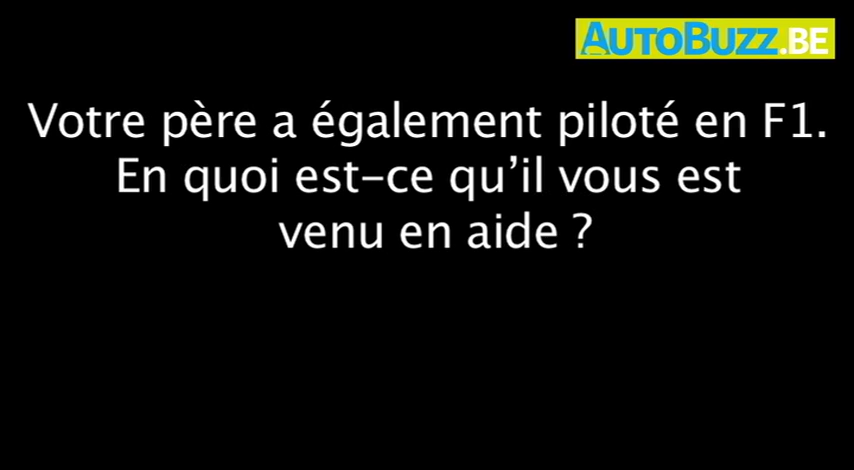 AUTOBUZZ.BE
Votre père a également piloté en F1.
En quoi est-ce qu’il vous est
venu en aide ?